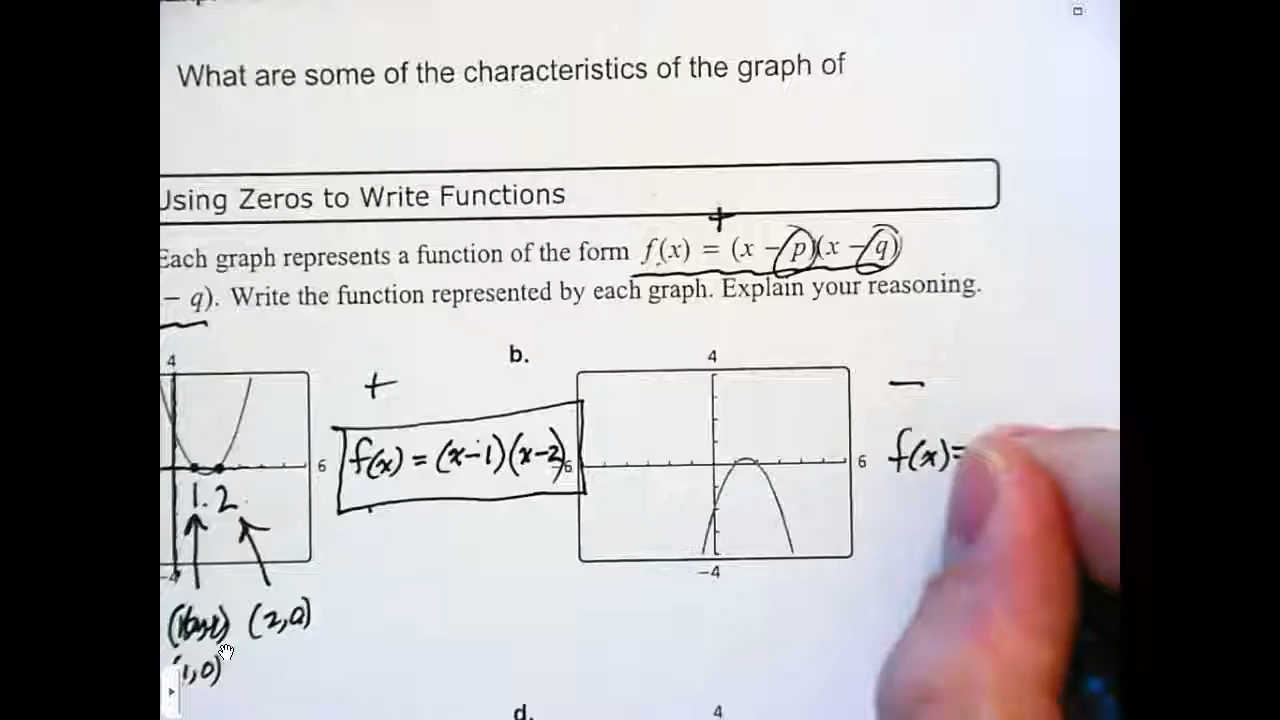 What are some of the characteristics of the graph of
Using Zeros to Write Functions
+
Each graph represents a function of the form f(x) = (x − p)(x − q)
− q). Write the function represented by each graph. Explain your reasoning.
4
b.
4
+
−
f(x) = (x-1)(x-2)
6
6
6
f(x)=
1. 2
-4
−4
(2,0)
(1,0)
d.
4